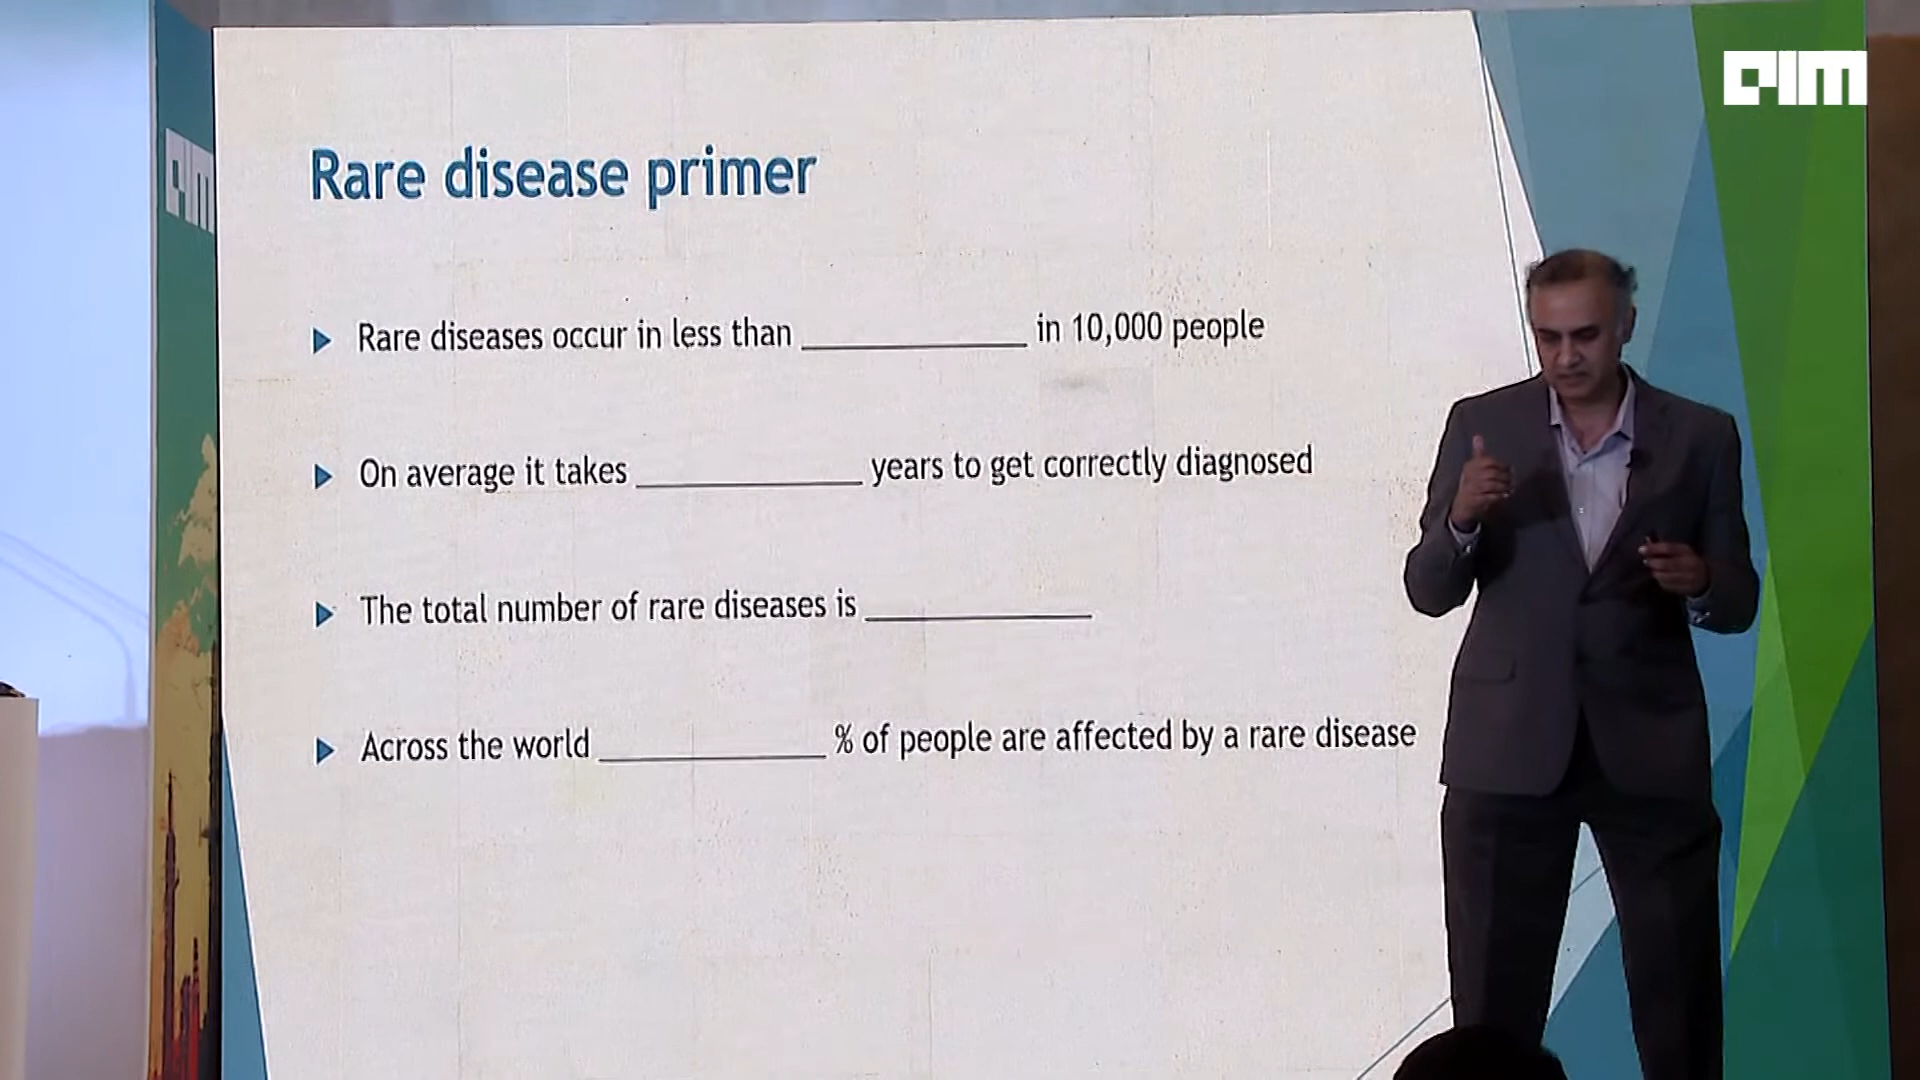 AIM
AIM
Rare disease primer
Rare diseases occur in less than ____________ in 10,000 people
On average it takes ____________ years to get correctly diagnosed
The total number of rare diseases is ____________
Across the world ____________ % of people are affected by a rare disease